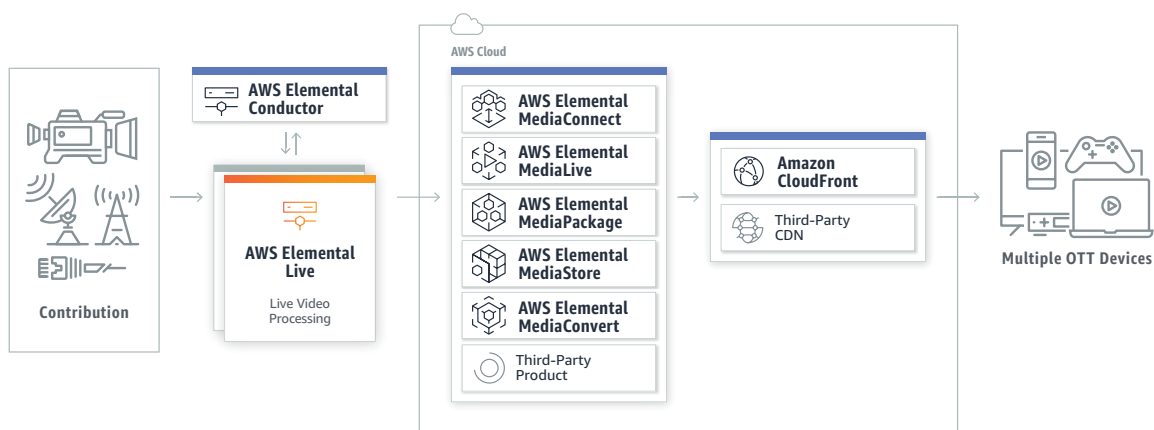 AWS Cloud
AWS Elemental
Conductor
AWS Elemental
Live
Live Video
Processing
Contribution
AWS Elemental
MediaConnect
AWS Elemental
MediaLive
AWS Elemental
MediaPackage
AWS Elemental
MediaStore
AWS Elemental
MediaConvert
Third-Party
Product
Amazon
CloudFront
Third-Party
CDN
Multiple OTT Devices